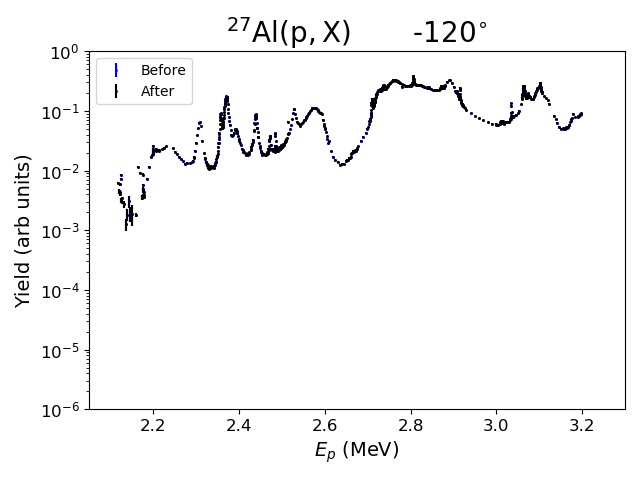 ²⁷Al(p, X) -120°
Before
After
Yield (arb units)
10⁰
10⁻¹
10⁻²
10⁻³
10⁻⁴
10⁻⁵
10⁻⁶
2.2 2.4 2.6 2.8 3.0 3.2
Eₚ (MeV)